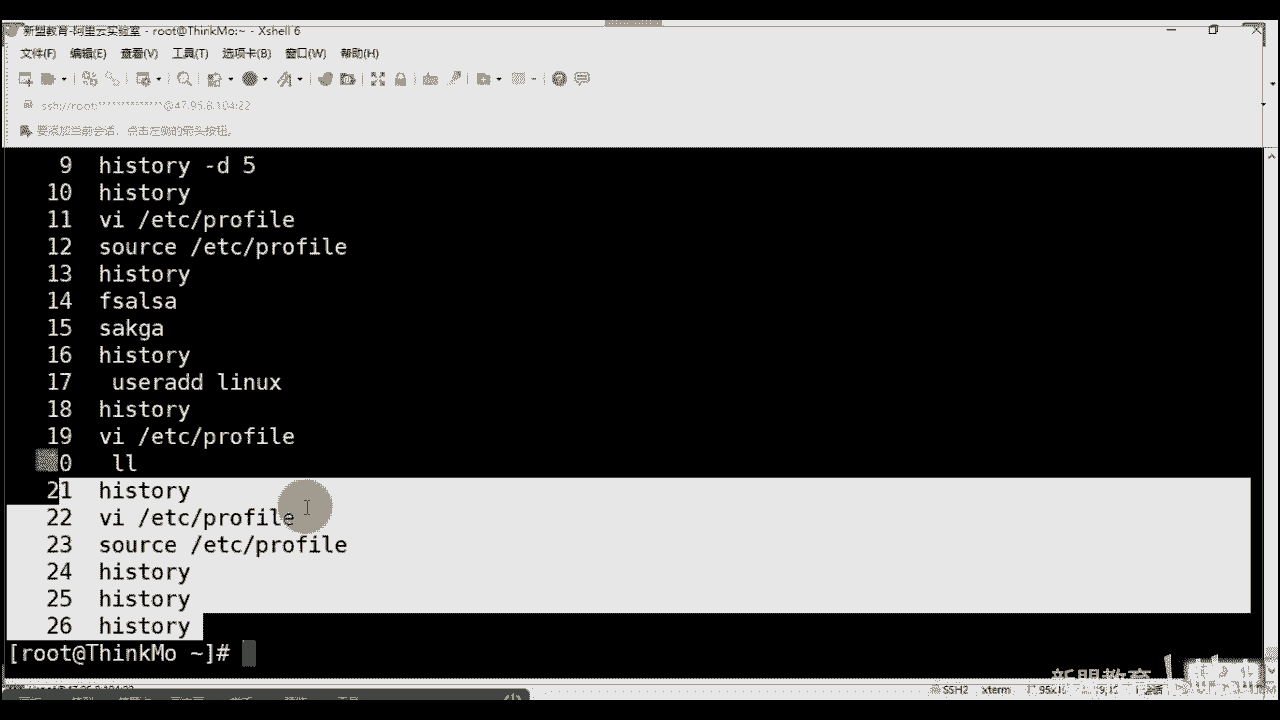 新盟教育-阿里云实验室 - root@ThinkMo:~ - Xshell 6
文件(F) 编辑(E) 查看(V) 工具(T) 选项卡(B) 窗口(W) 帮助(H)
ssh://root:**************@47.95.8.104:22
要添加当前会话，点击左侧的箭头按钮。
9 history -d 5
10 history
11 vi /etc/profile
12 source /etc/profile
13 history
14 fsalsa
15 sakga
16 history
17 useradd linux
18 history
19 vi /etc/profile
0 ll
21 history
22 vi /etc/profile
23 source /etc/profile
24 history
25 history
26 history
[root@ThinkMo ~]#
新盟教育
SSH2 xterm